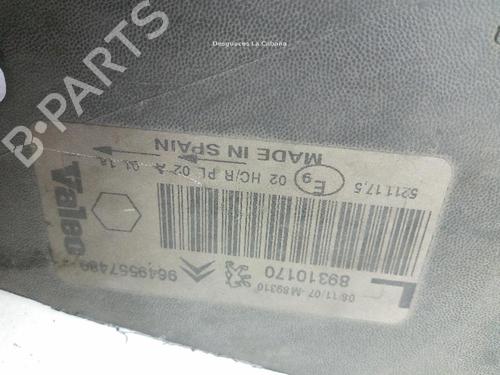 Desguaces La Cabaña
B-PARTS
L
08/11/07-M89310
89310170
Valeo
521117,5
E9
02 HC/R PL 02 A
MADE IN SPAIN